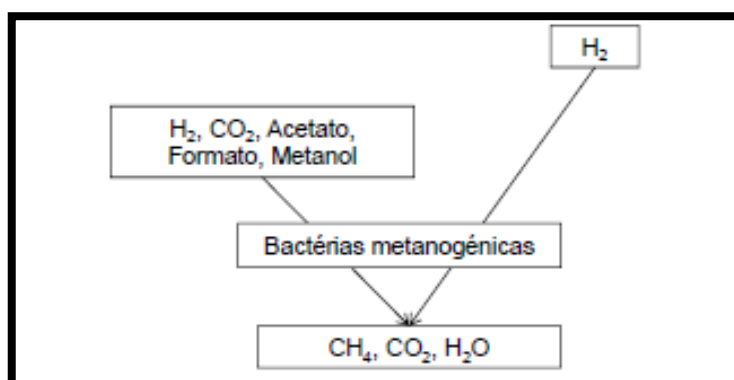 H₂
H₂, CO₂, Acetato,
Formato, Metanol
Bactérias metanogénicas
CH₄, CO₂, H₂O